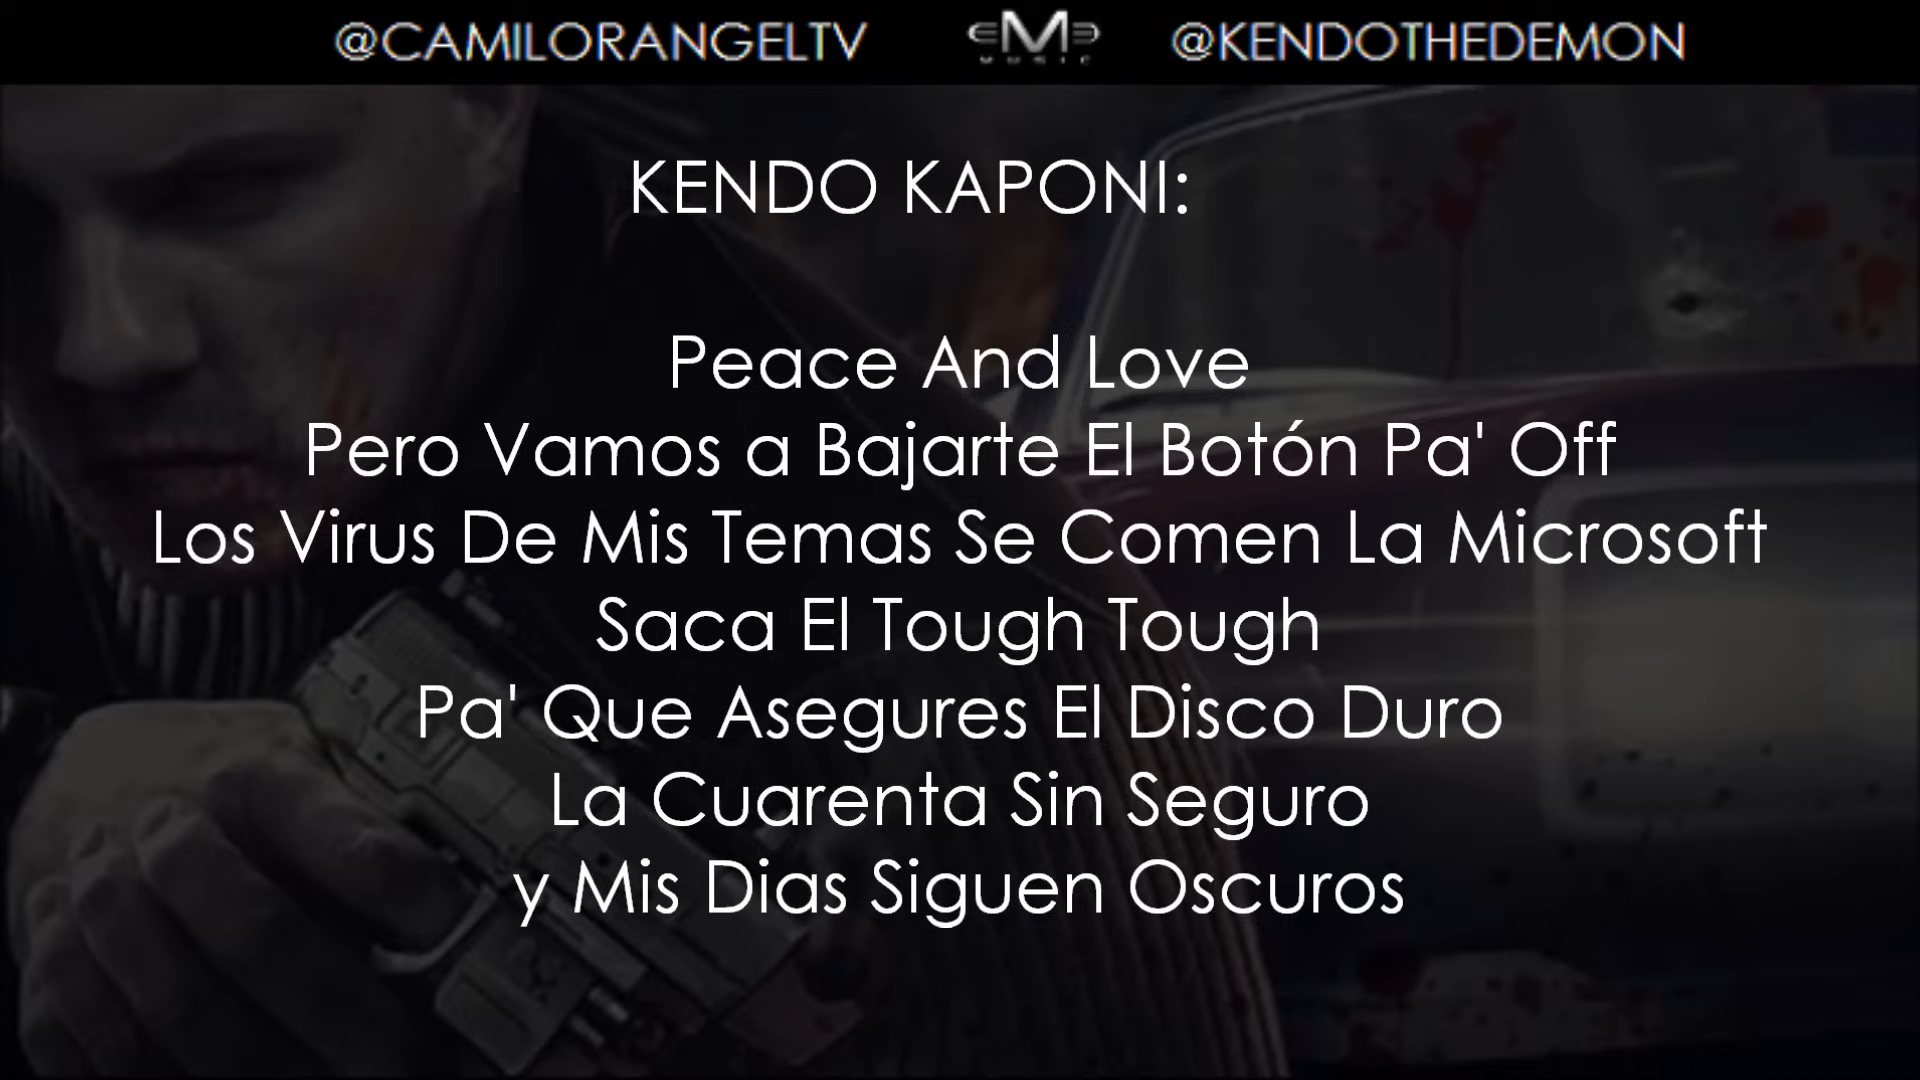 @CAMILORANGELTV EME MUSIC @KENDOTHEDEMON
KENDO KAPONI:
Peace And Love
Pero Vamos a Bajarte El Botón Pa' Off
Los Virus De Mis Temas Se Comen La Microsoft
Saca El Tough Tough
Pa' Que Asegures El Disco Duro
La Cuarenta Sin Seguro
y Mis Dias Siguen Oscuros